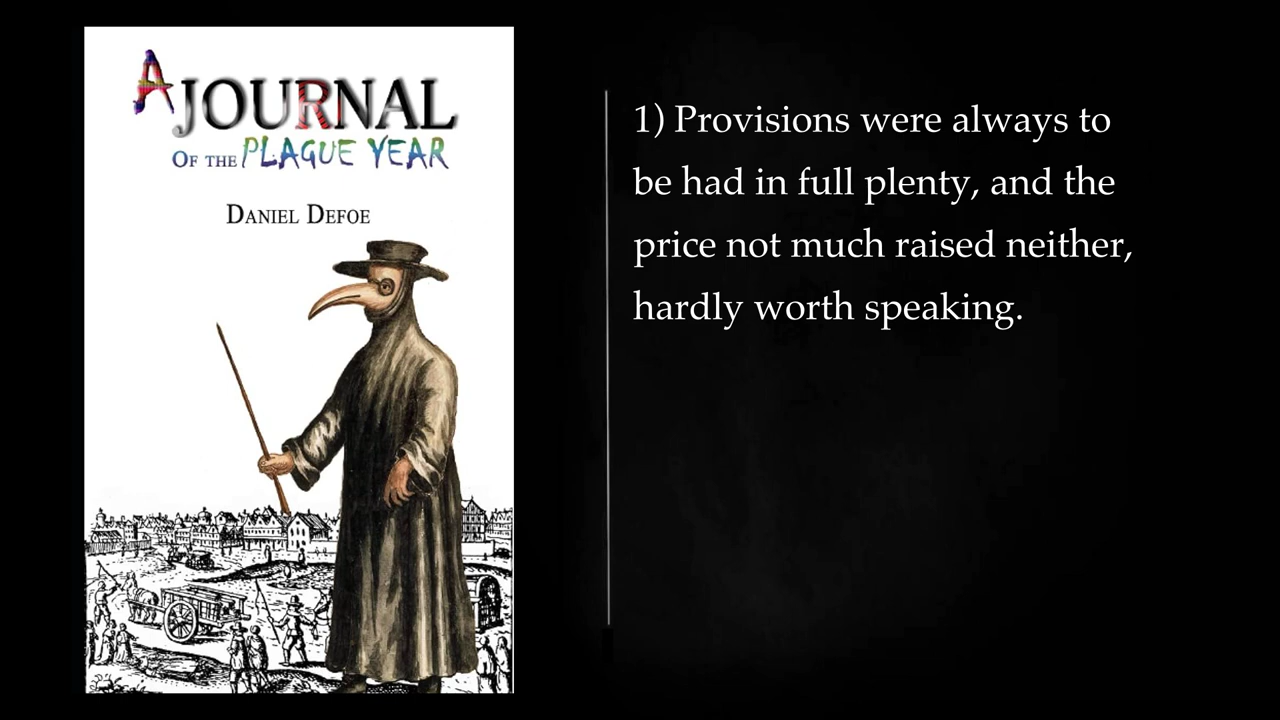 A JOURNAL
OF THE PLAGUE YEAR
DANIEL DEFOE
1) Provisions were always to
be had in full plenty, and the
price not much raised neither,
hardly worth speaking.